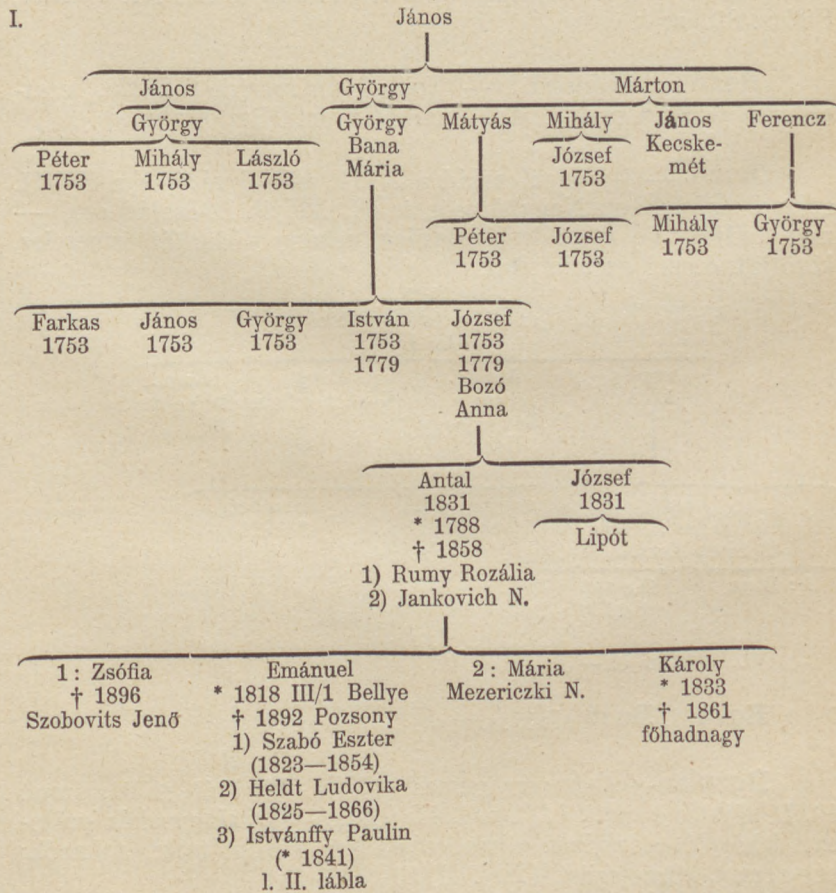 I.
János
János György Márton
György György Mátyás Mihály János Ferencz
Bana Kecske-
Péter Mihály László Mária József mét
1753 1753 1753 1753
Péter József Mihály György
1753 1753 1753 1753
Farkas János György István József
1753 1753 1753 1753 1753
1779 1779
Bozó
Anna
Antal József
1831 1831
* 1788
† 1858 Lipót
1) Rumy Rozália
2) Jankovich N.
1 : Zsófia Emánuel 2 : Mária Károly
† 1896 * 1818 III/1 Bellye Mezericzki N. * 1833
Szobovits Jenő † 1892 Pozsony † 1861
1) Szabó Eszter főhadnagy
(1823—1854)
2) Heldt Ludovika
(1825—1866)
3) Istvánffy Paulin
(* 1841)
l. II. lábla